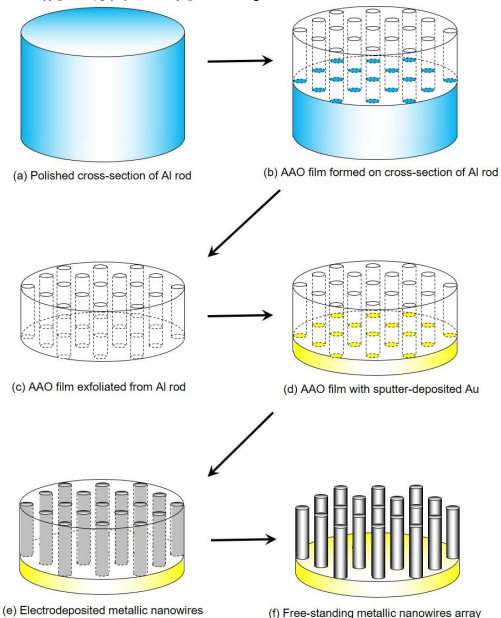 (a) Polished cross-section of Al rod
(b) AAO film formed on cross-section of Al rod
(c) AAO film exfoliated from Al rod
(d) AAO film with sputter-deposited Au
(e) Electrodeposited metallic nanowires
(f) Free-standing metallic nanowires array